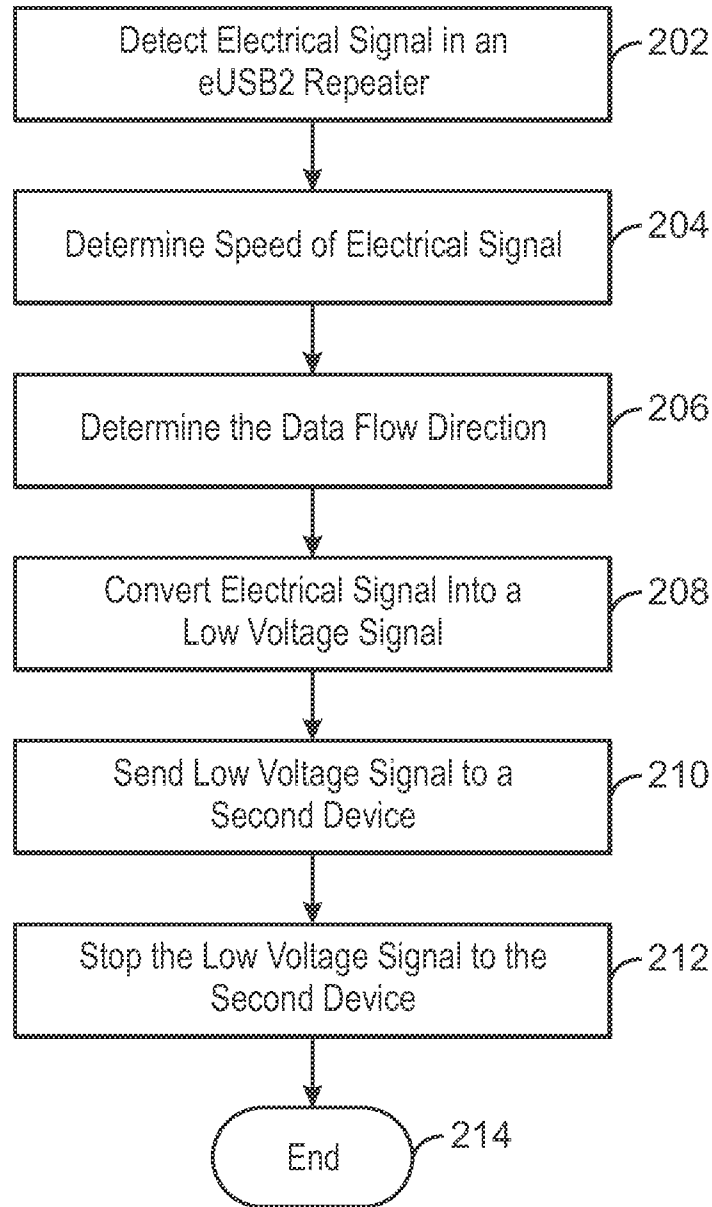 Detect Electrical Signal in an
eUSB2 Repeater
202
Determine Speed of Electrical Signal
204
Determine the Data Flow Direction
206
Convert Electrical Signal Into a
Low Voltage Signal
208
Send Low Voltage Signal to a
Second Device
210
Stop the Low Voltage Signal to the
Second Device
212
End
214